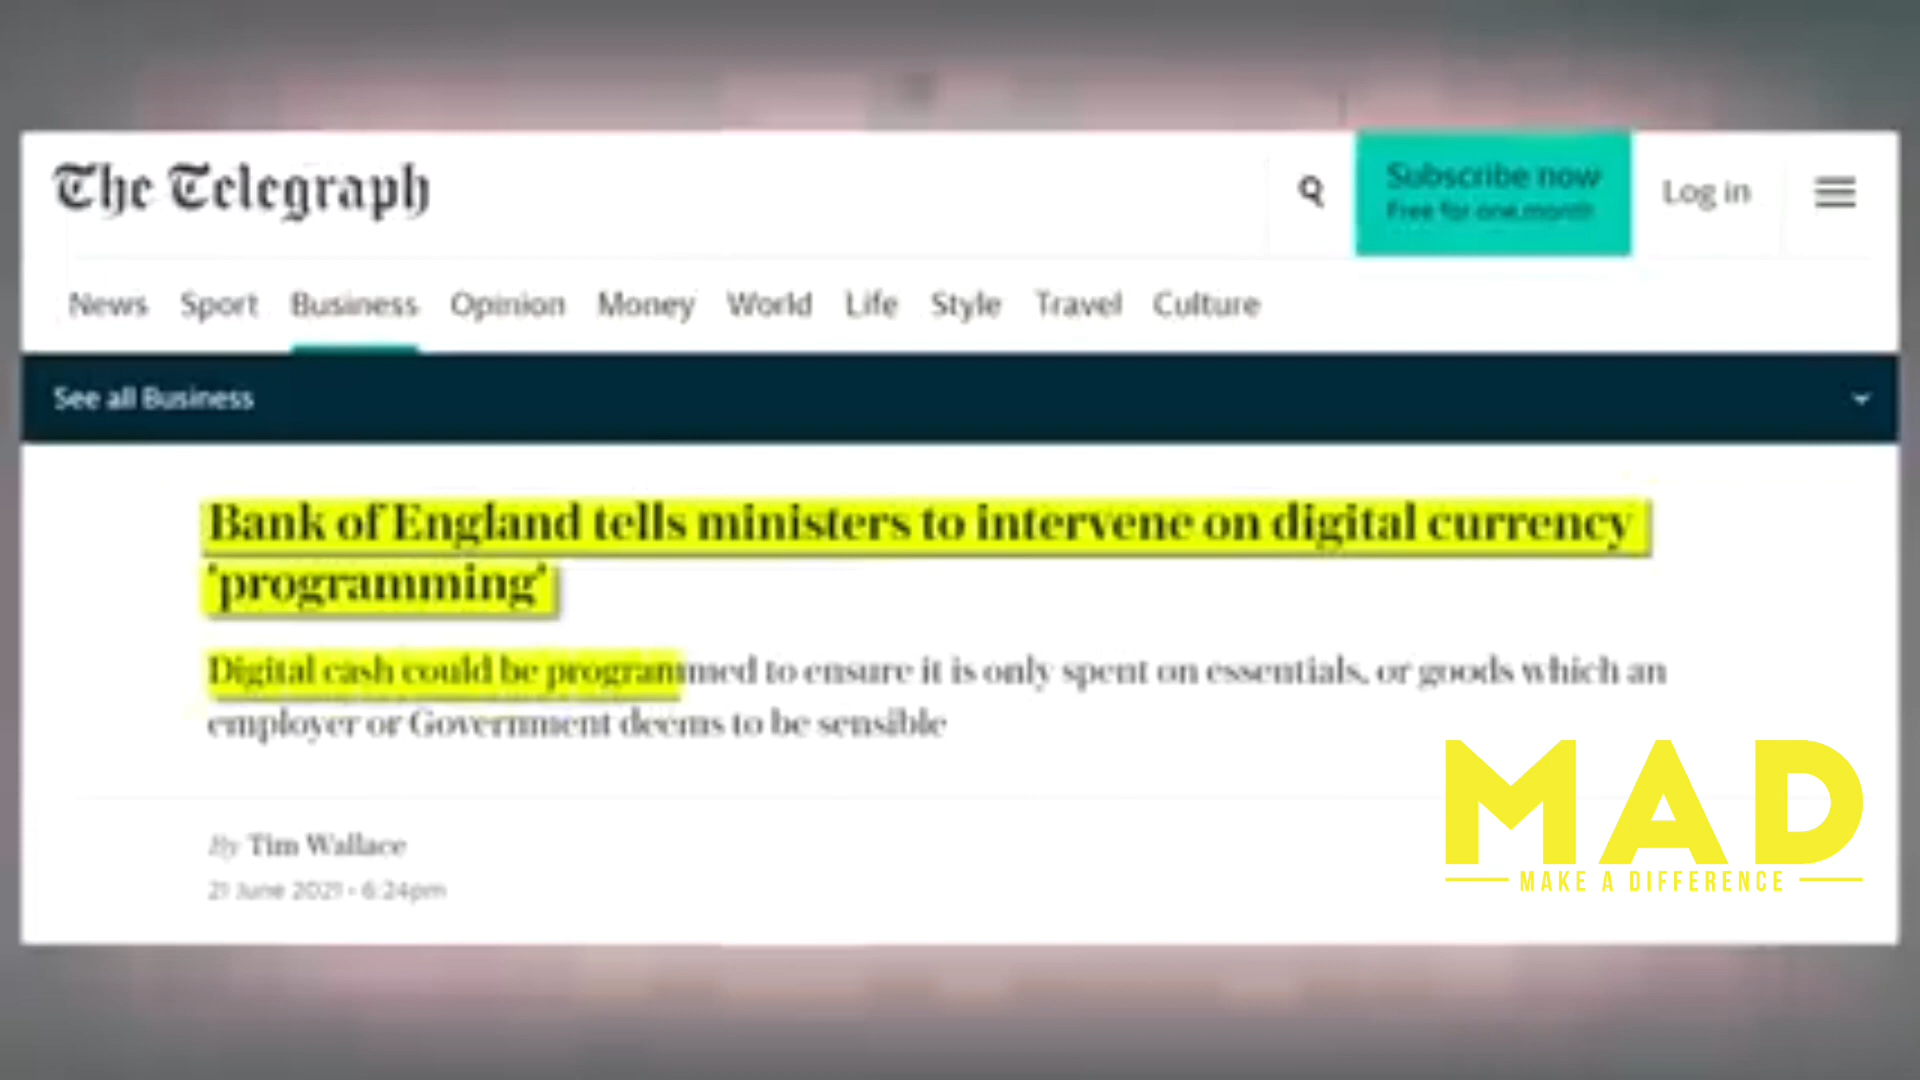 The Telegraph
Subscribe now
Free for one month
Log in
News Sport Business Opinion Money World Life Style Travel Culture
See all Business
Bank of England tells ministers to intervene on digital currency
'programming'
Digital cash could be programmed to ensure it is only spent on essentials, or goods which an
employer or Government deems to be sensible
By Tim Wallace
21 June 2021 • 6:24pm
MAD
MAKE A DIFFERENCE